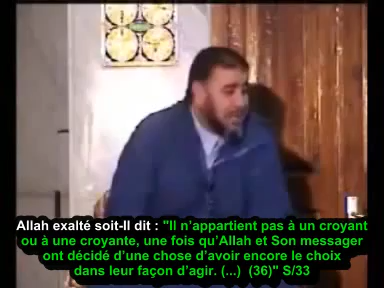 Allah exalté soit-Il dit : "Il n'appartient pas à un croyant
ou à une croyante, une fois qu'Allah et Son messager
ont décidé d'une chose d'avoir encore le choix
dans leur façon d'agir. (...)  (36)" S/33